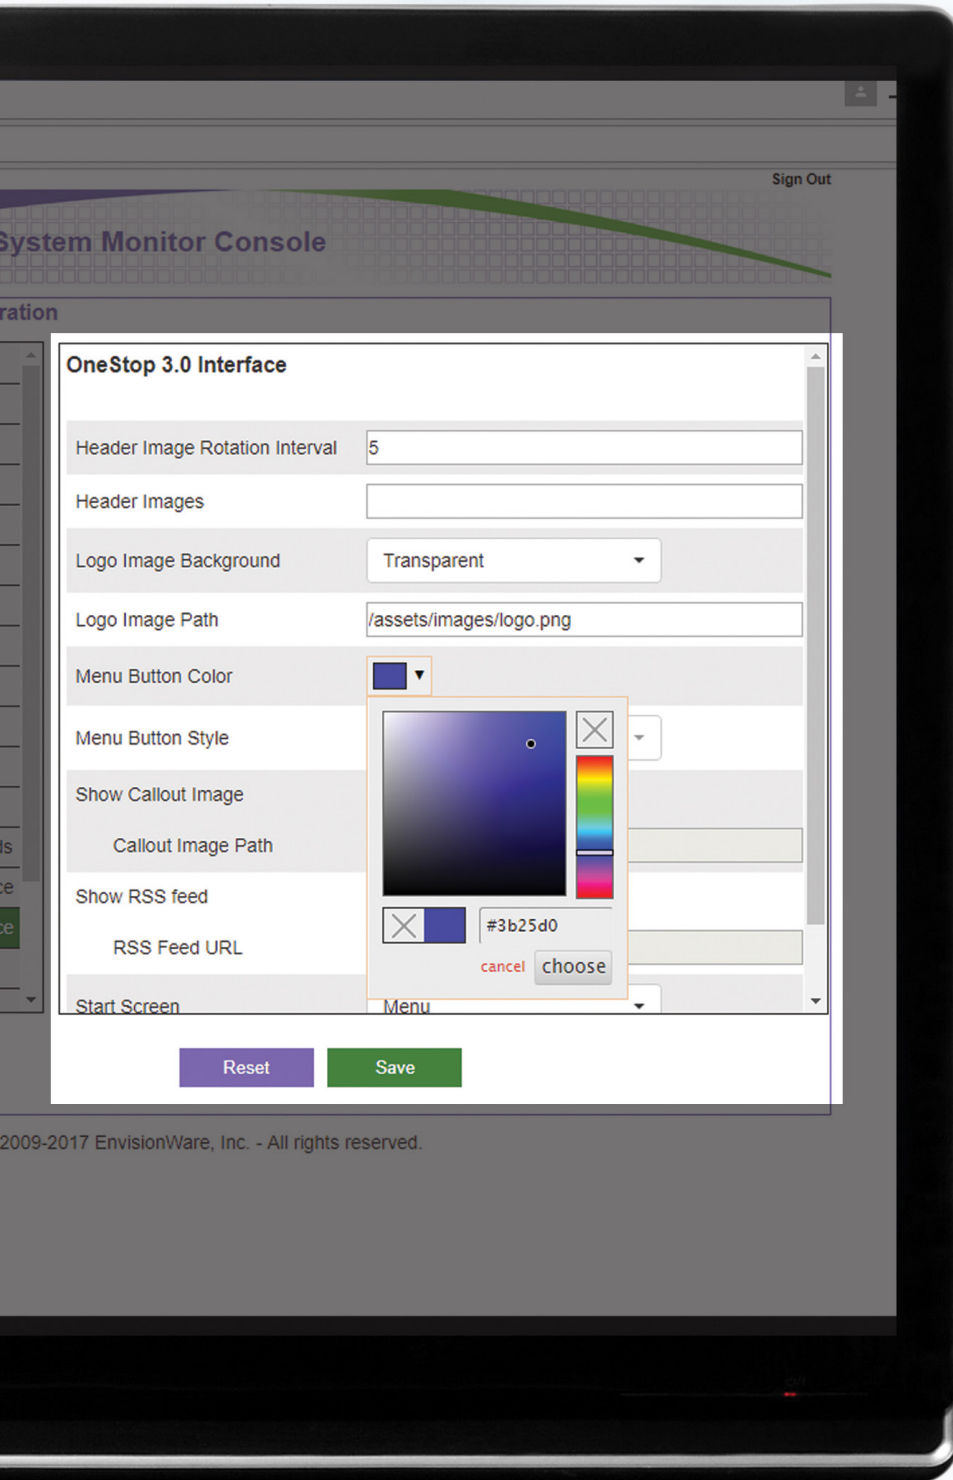 Sign Out
System Monitor Console
ration
OneStop 3.0 Interface
Header Image Rotation Interval 5
Header Images
Logo Image Background Transparent
Logo Image Path /assets/images/logo.png
Menu Button Color
Menu Button Style
Show Callout Image
Callout Image Path
ds
ce
Show RSS feed
#3b25d0
ce
RSS Feed URL
cancel choose
Start Screen Menu
Reset Save
2009-2017 EnvisionWare, Inc. - All rights reserved.